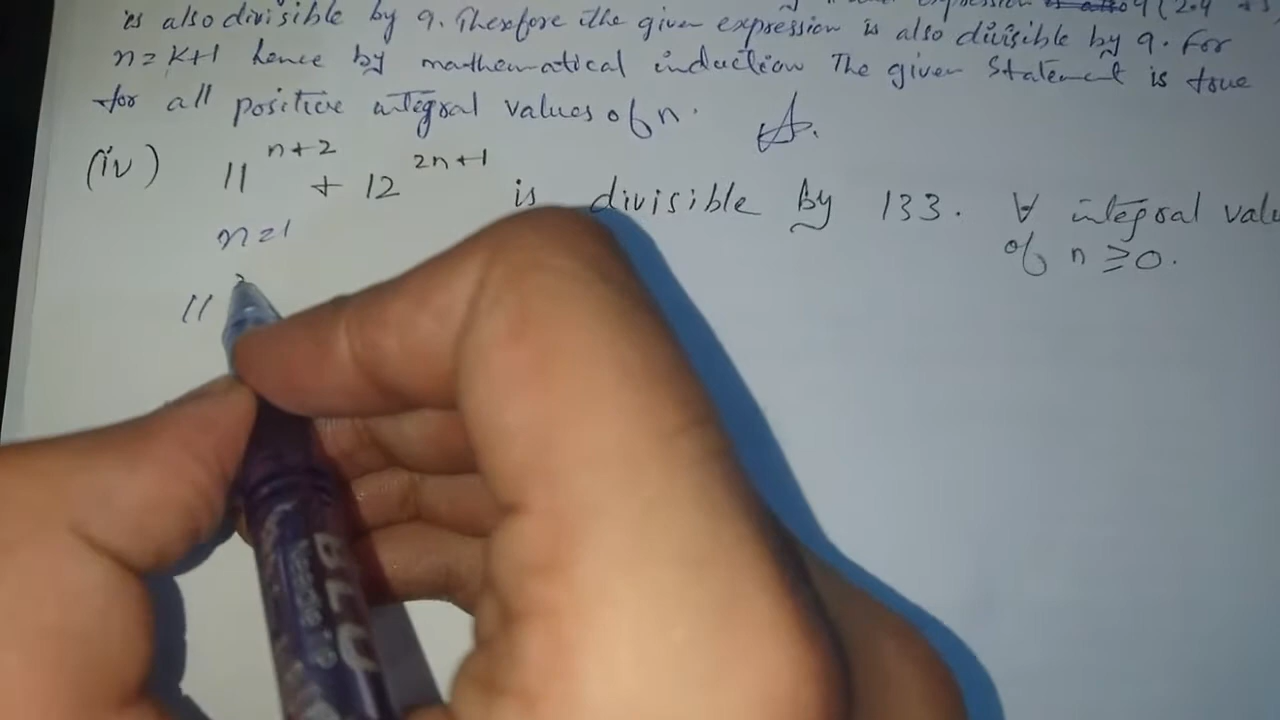 is also divisible by 9. Therefore the given expression is also divisible by 9. For
n=k+1 hence by mathematical induction The given Statement is true
for all positive integral values of n.
(iv) 11^{n+2} + 12^{2n+1} is divisible by 133. ∀ integral valu
of n ≥ 0.
n=1
11